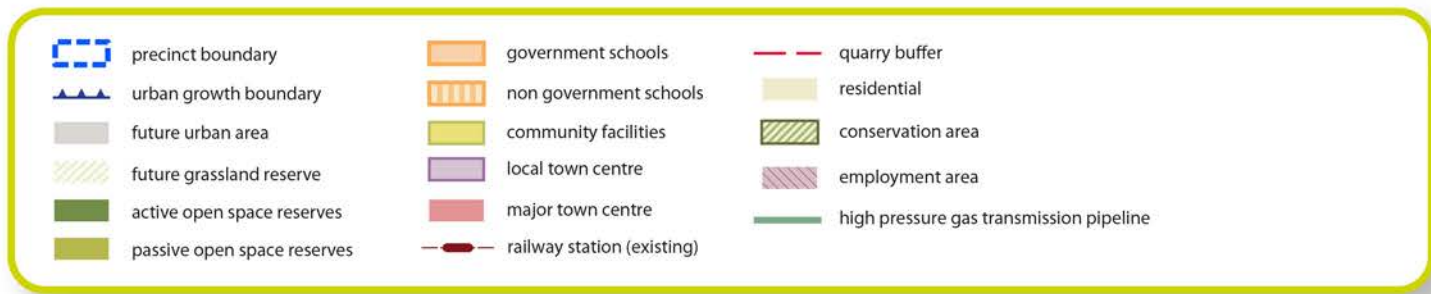 precinct boundary
urban growth boundary
future urban area
future grassland reserve
active open space reserves
passive open space reserves
government schools
non government schools
community facilities
local town centre
major town centre
railway station (existing)
quarry buffer
residential
conservation area
employment area
high pressure gas transmission pipeline